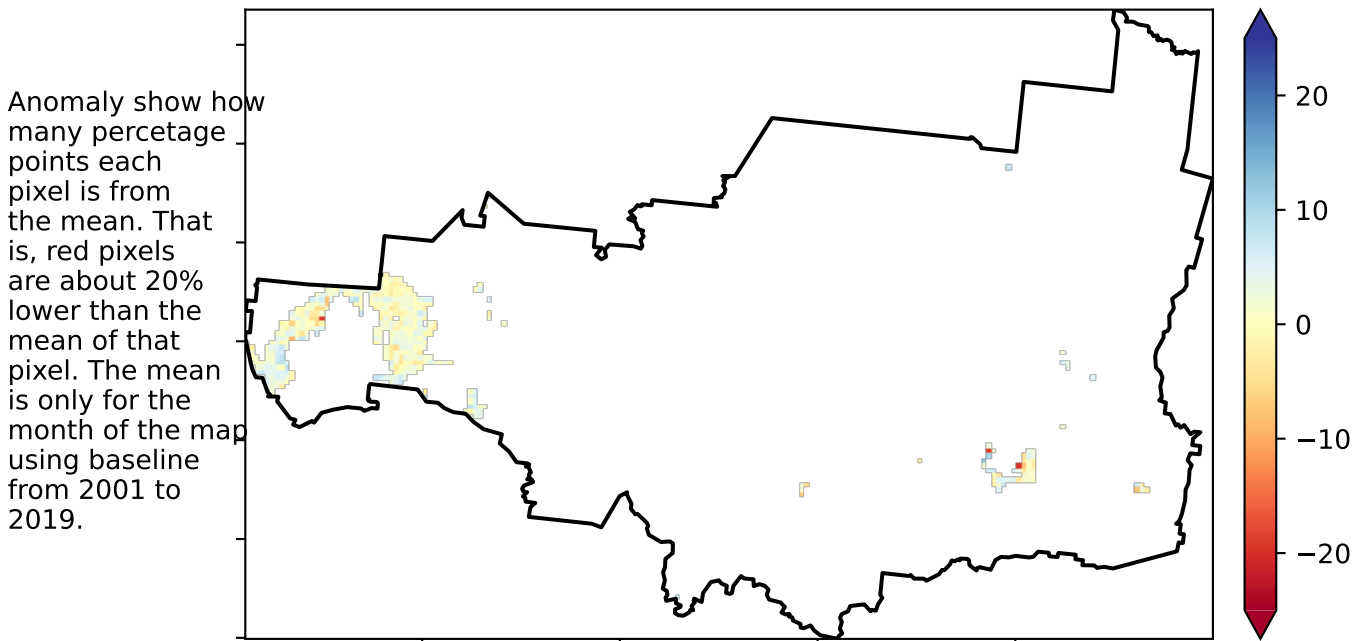 Anomaly show how
many percetage
points each
pixel is from
the mean. That
is, red pixels
are about 20%
lower than the
mean of that
pixel. The mean
is only for the
month of the map
using baseline
from 2001 to
2019.
20
10
0
−10
−20